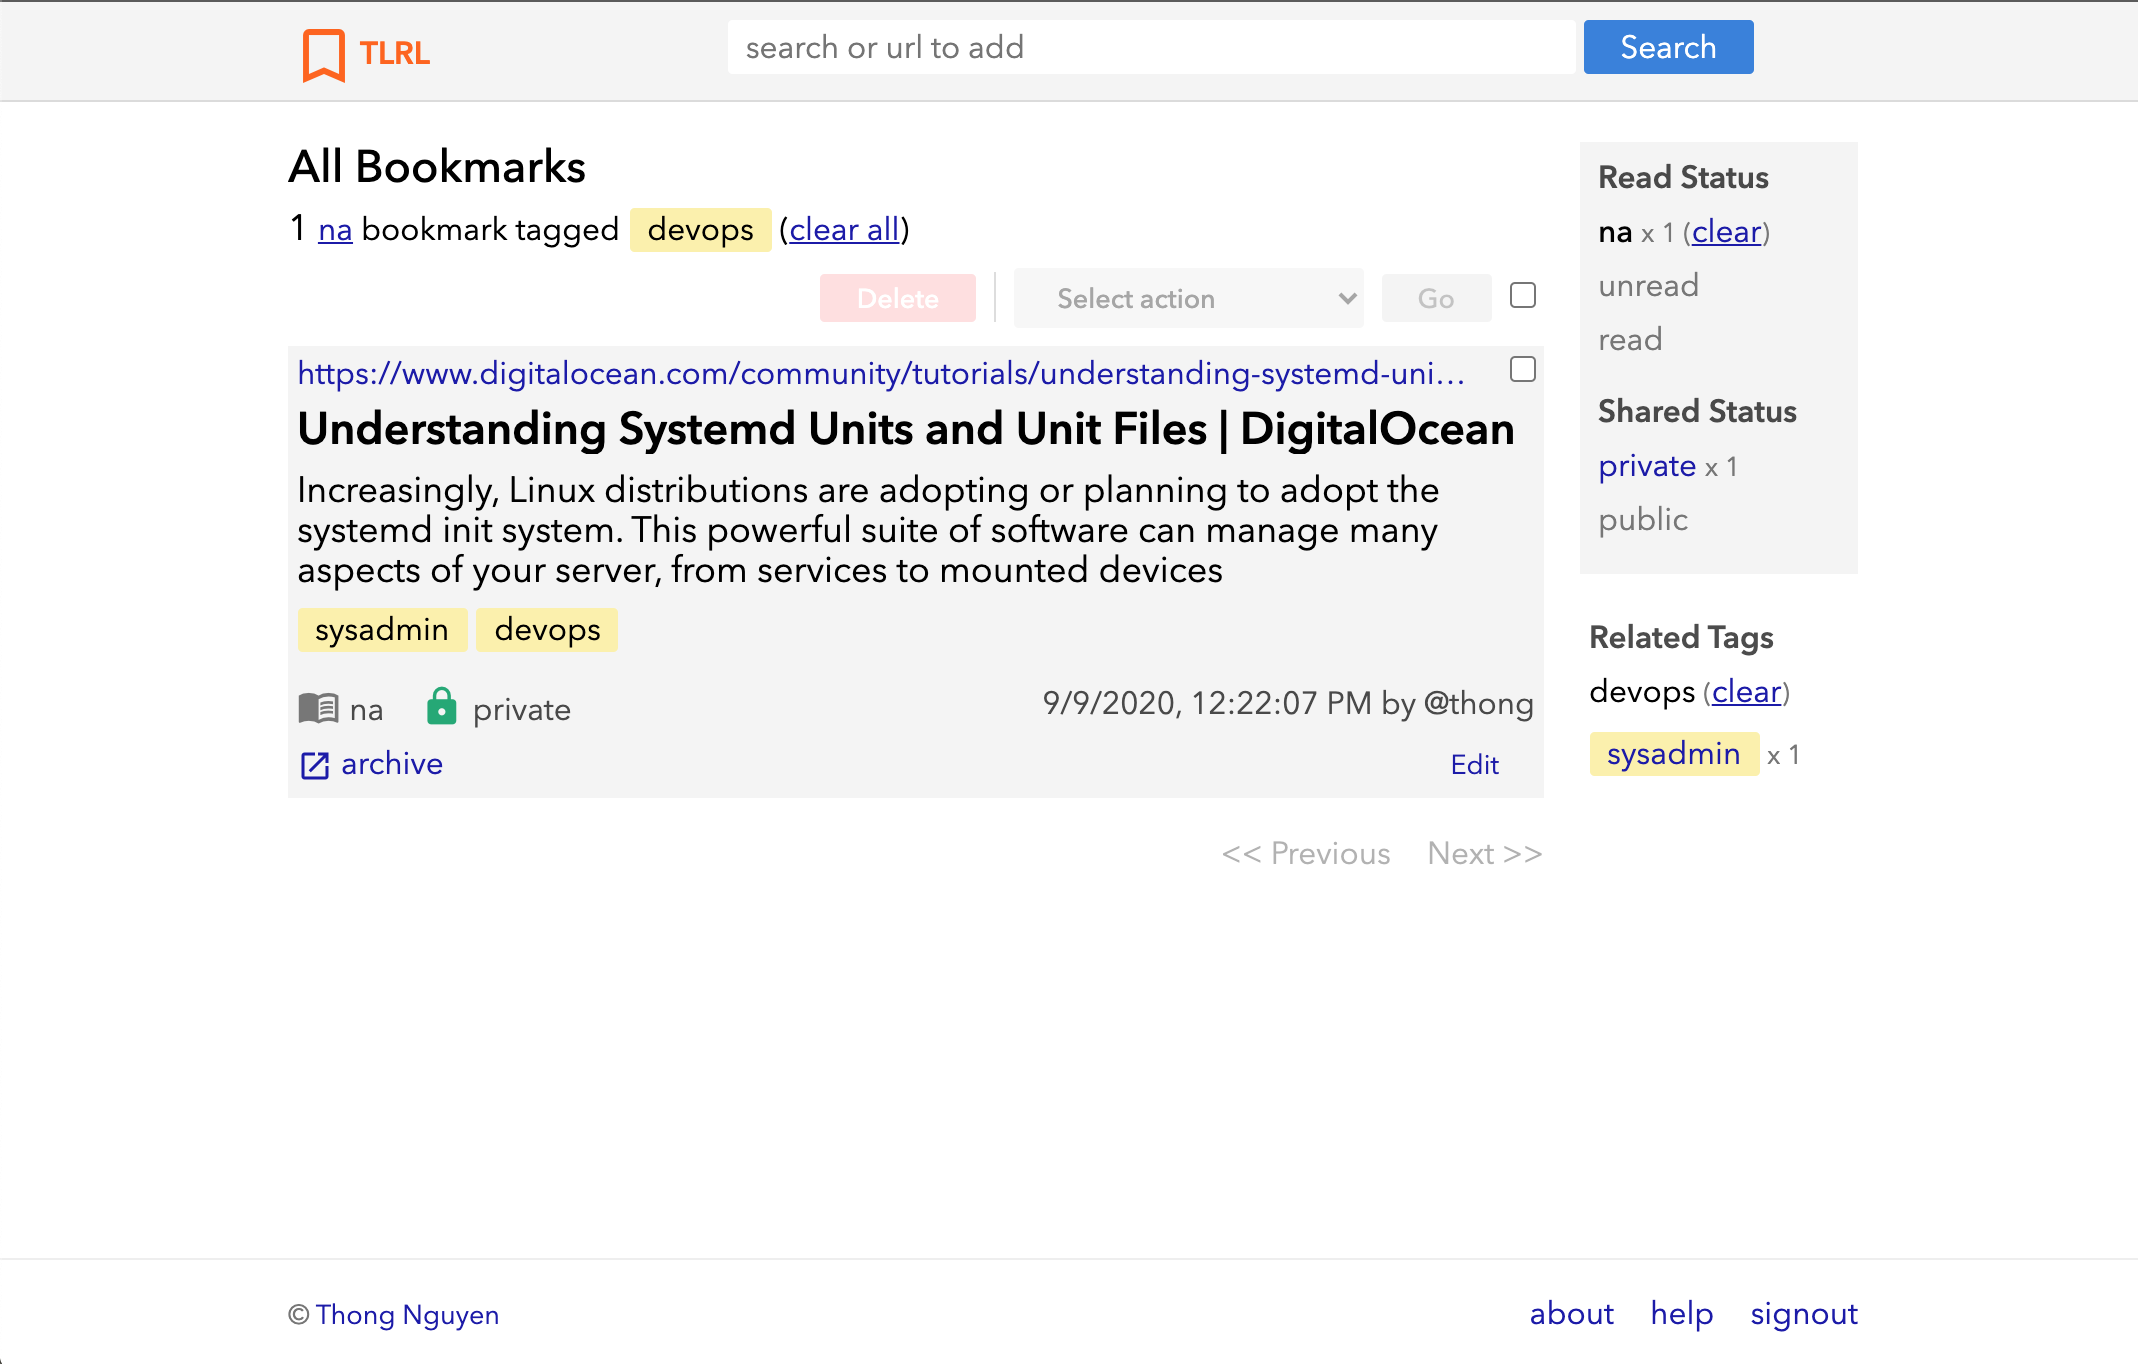 TLRL
search or url to add
Search
All Bookmarks
1 na bookmark tagged devops (clear all)
Delete
Select action
Go
https://www.digitalocean.com/community/tutorials/understanding-systemd-uni…
Understanding Systemd Units and Unit Files | DigitalOcean
Increasingly, Linux distributions are adopting or planning to adopt the
systemd init system. This powerful suite of software can manage many
aspects of your server, from services to mounted devices
sysadmin devops
na private
9/9/2020, 12:22:07 PM by @thong
archive
Edit
<< Previous Next >>
Read Status
na x 1 (clear)
unread
read
Shared Status
private x 1
public
Related Tags
devops (clear)
sysadmin x 1
© Thong Nguyen
about help signout